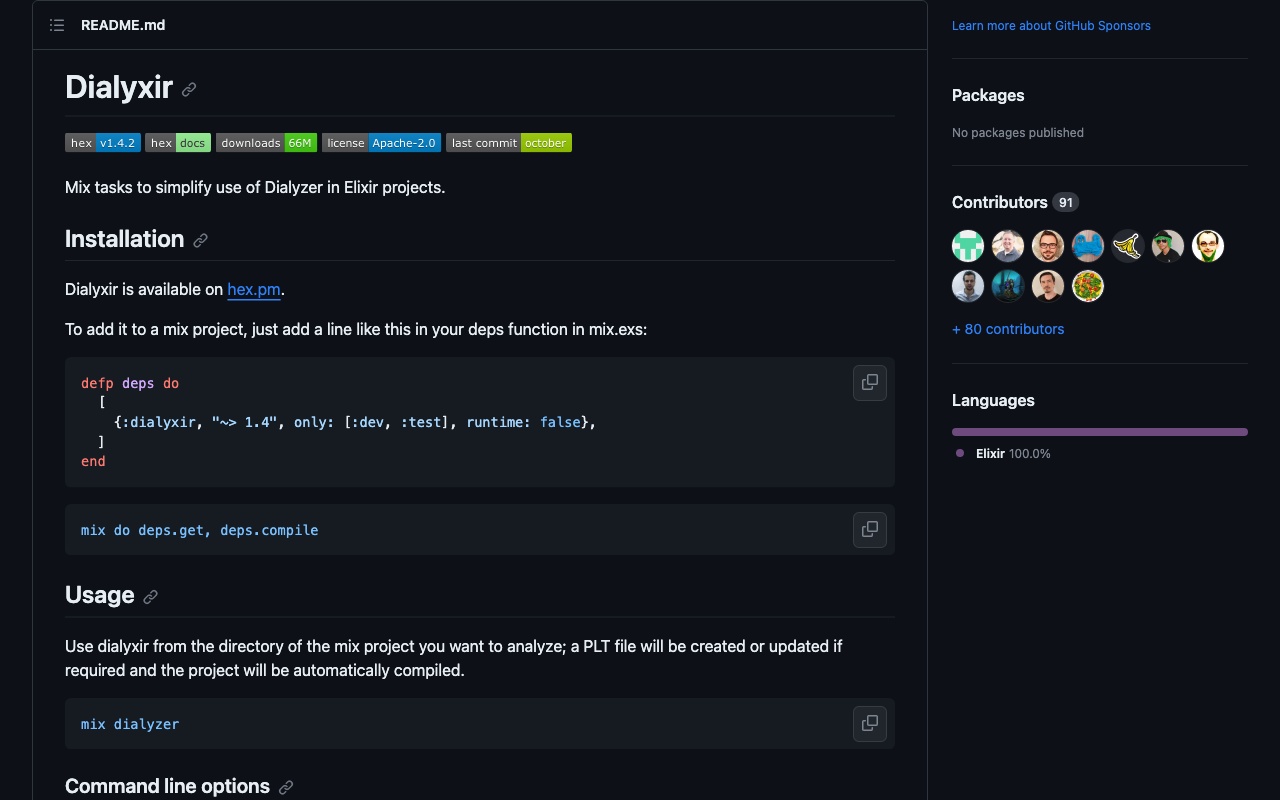 README.md
Dialyxir
hex v1.4.2 hex docs downloads 66M license Apache-2.0 last commit october
Mix tasks to simplify use of Dialyzer in Elixir projects.
Installation
Dialyxir is available on hex.pm.
To add it to a mix project, just add a line like this in your deps function in mix.exs:
defp deps do
  [
    {:dialyxir, "~> 1.4", only: [:dev, :test], runtime: false},
  ]
end
mix do deps.get, deps.compile
Usage
Use dialyxir from the directory of the mix project you want to analyze; a PLT file will be created or updated if
required and the project will be automatically compiled.
mix dialyzer
Command line options
Learn more about GitHub Sponsors
Packages
No packages published
Contributors 91
+ 80 contributors
Languages
Elixir 100.0%